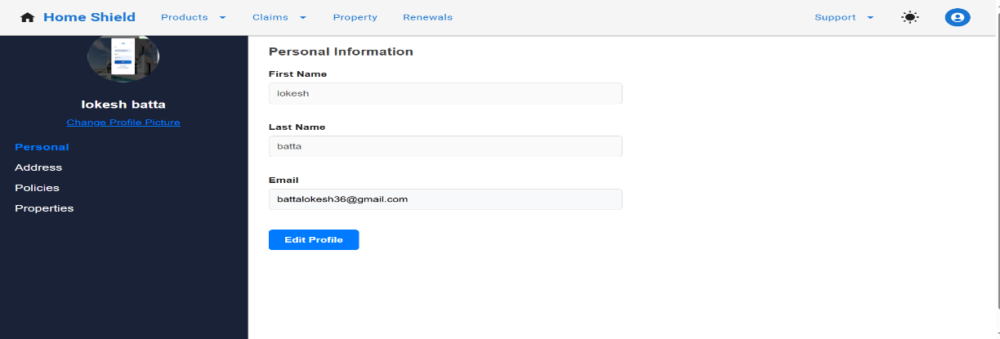 Home Shield Products Claims Property Renewals Support
lokesh batta
Change Profile Picture
Personal
Address
Policies
Properties
Personal Information
First Name
lokesh
Last Name
batta
Email
battalokesh36@gmail.com
Edit Profile